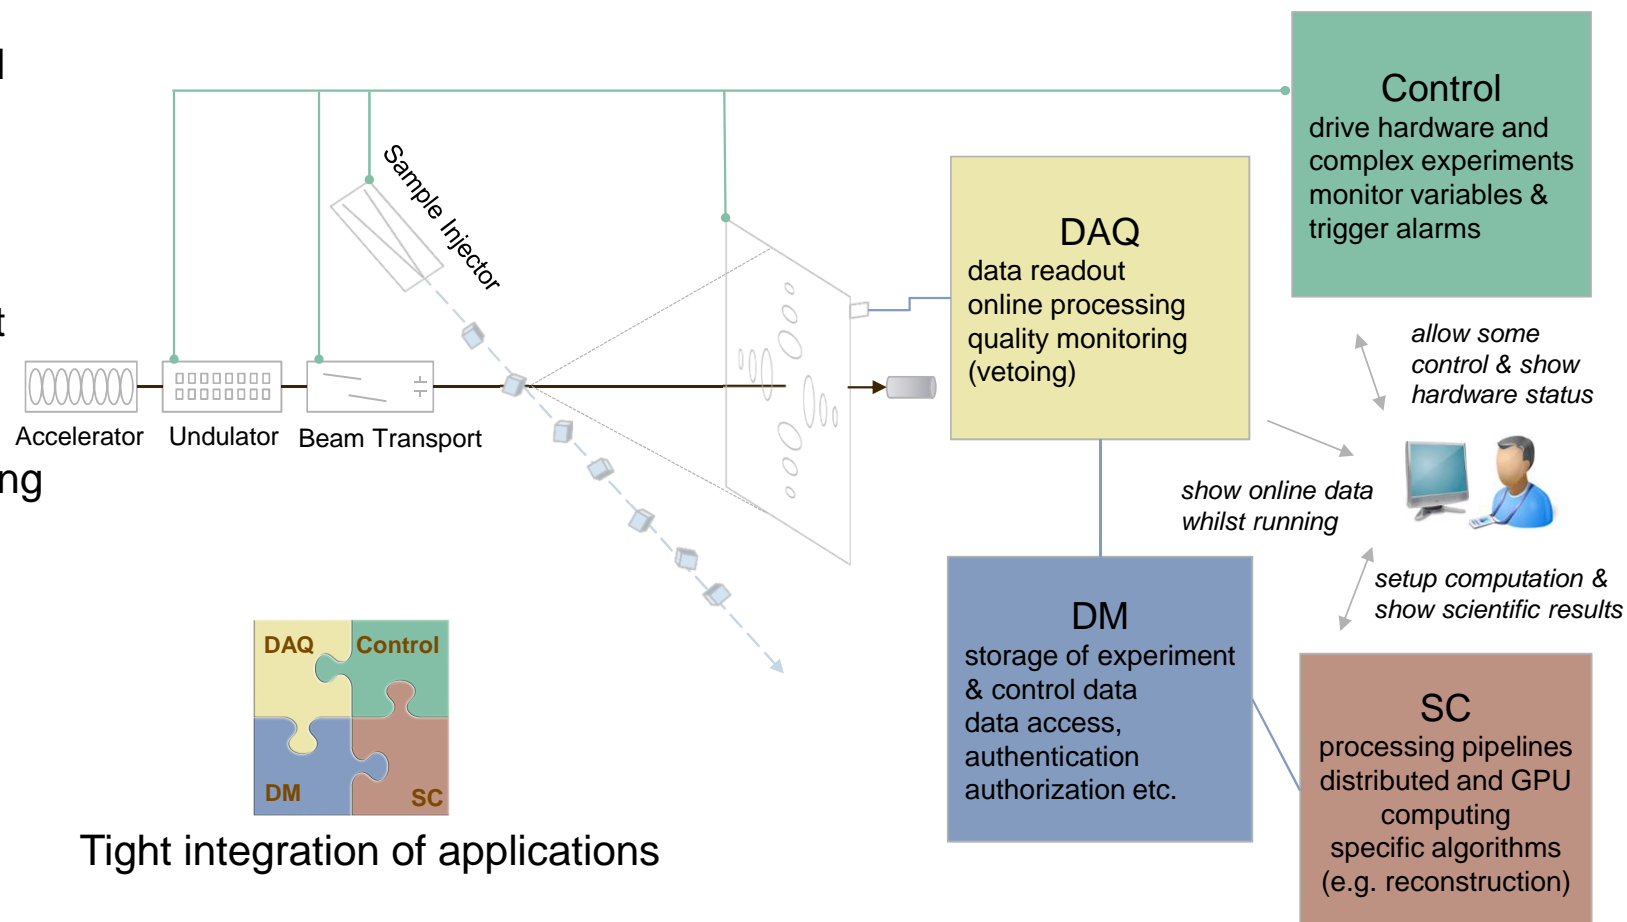 Control
drive hardware and
complex experiments
monitor variables &
trigger alarms
Sample Injector
DAQ
data readout
online processing
quality monitoring
(vetoing)
t
allow some
control & show
hardware status
Accelerator
Undulator
Beam Transport
ng
show online data
whilst running
setup computation &
show scientific results
DM
storage of experiment
& control data
data access,
authentication
authorization etc.
SC
processing pipelines
distributed and GPU
computing
specific algorithms
(e.g. reconstruction)
DAQ
Control
DM
SC
Tight integration of applications